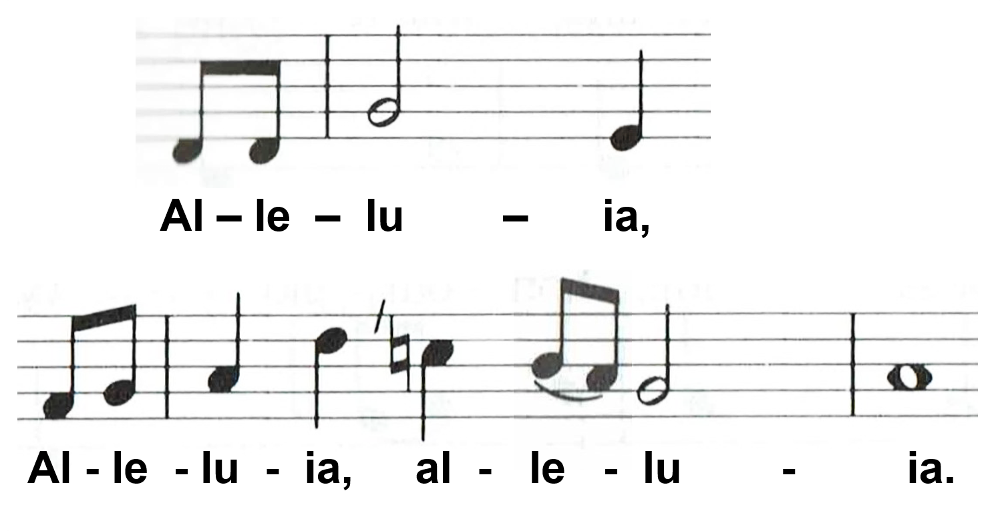 Al – le – lu – ia,
Al - le - lu - ia, al - le - lu - ia.